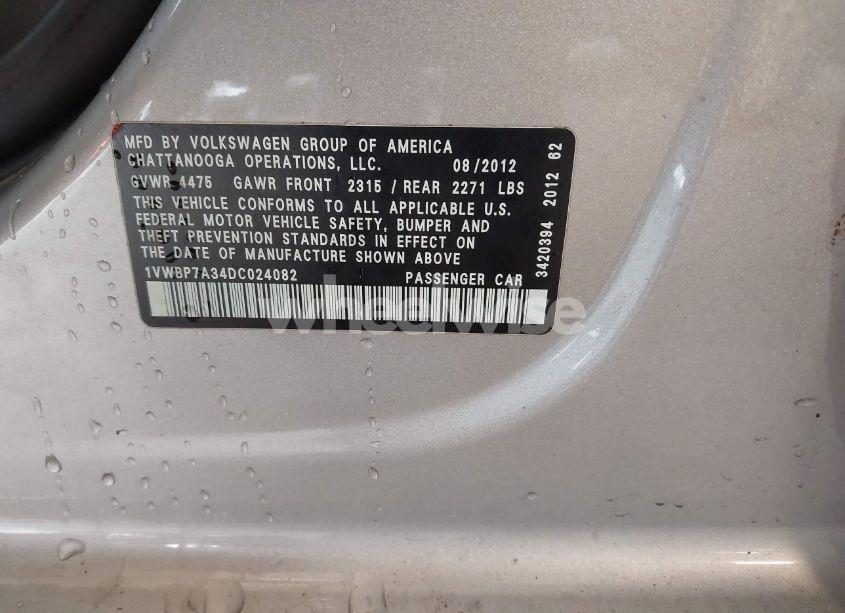 MFD BY VOLKSWAGEN GROUP OF AMERICA
CHATTANOOGA OPERATIONS, LLC. 08/2012
GVWR 4475 GAWR FRONT 2315 / REAR 2271 LBS
THIS VEHICLE CONFORMS TO ALL APPLICABLE U.S.
FEDERAL MOTOR VEHICLE SAFETY, BUMPER AND
THEFT PREVENTION STANDARDS IN EFFECT ON
THE DATE OF MANUFACTURE SHOWN ABOVE
1VWBP7A34DC024082 PASSENGER CAR
3420394 2012 62
wheelwise